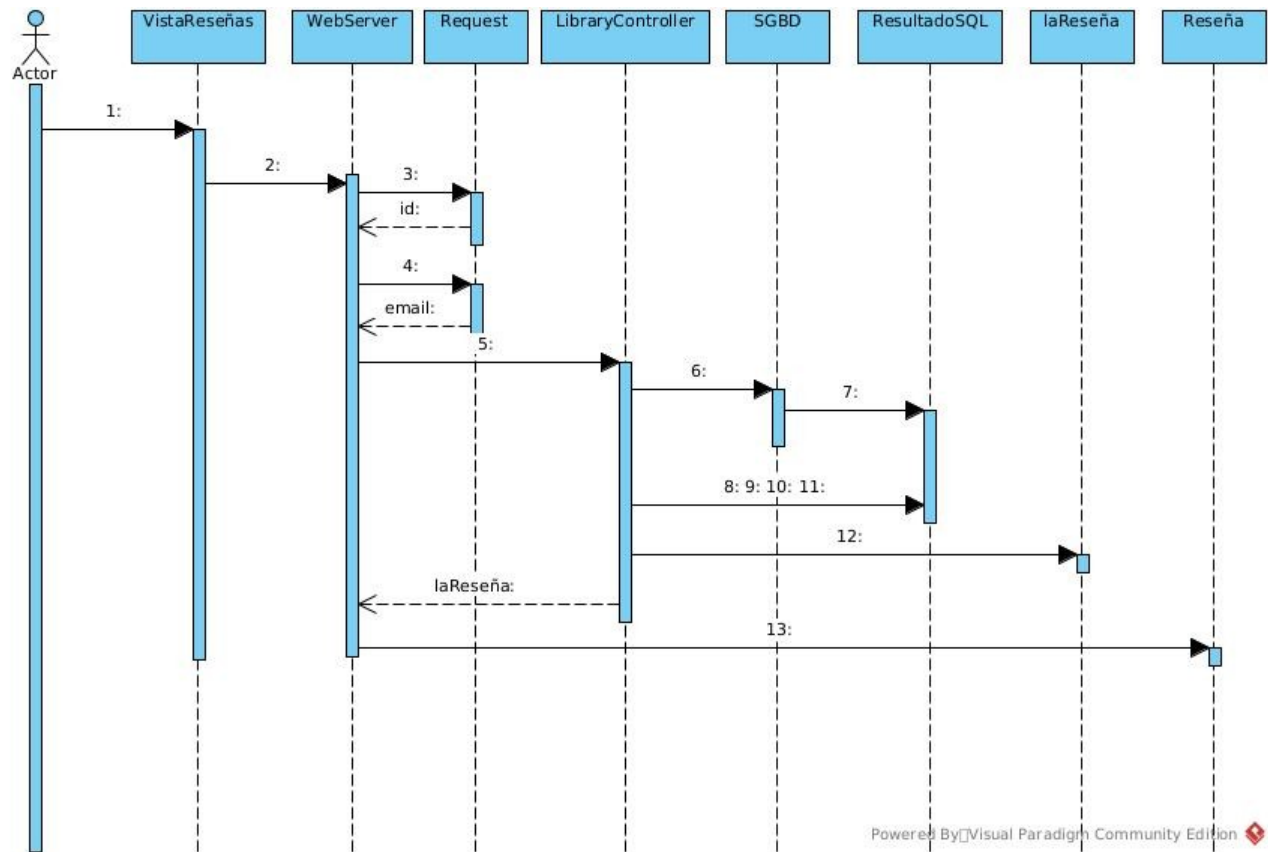 VistaReseñas
WebServer
Request
LibraryController
SGBD
ResultadoSQL
laReseña
Reseña
Actor
1:
2:
3:
id:
4:
email:
5:
6:
7:
8: 9: 10: 11:
12:
laReseña:
13:
Powered By Visual Paradigm Community Edition